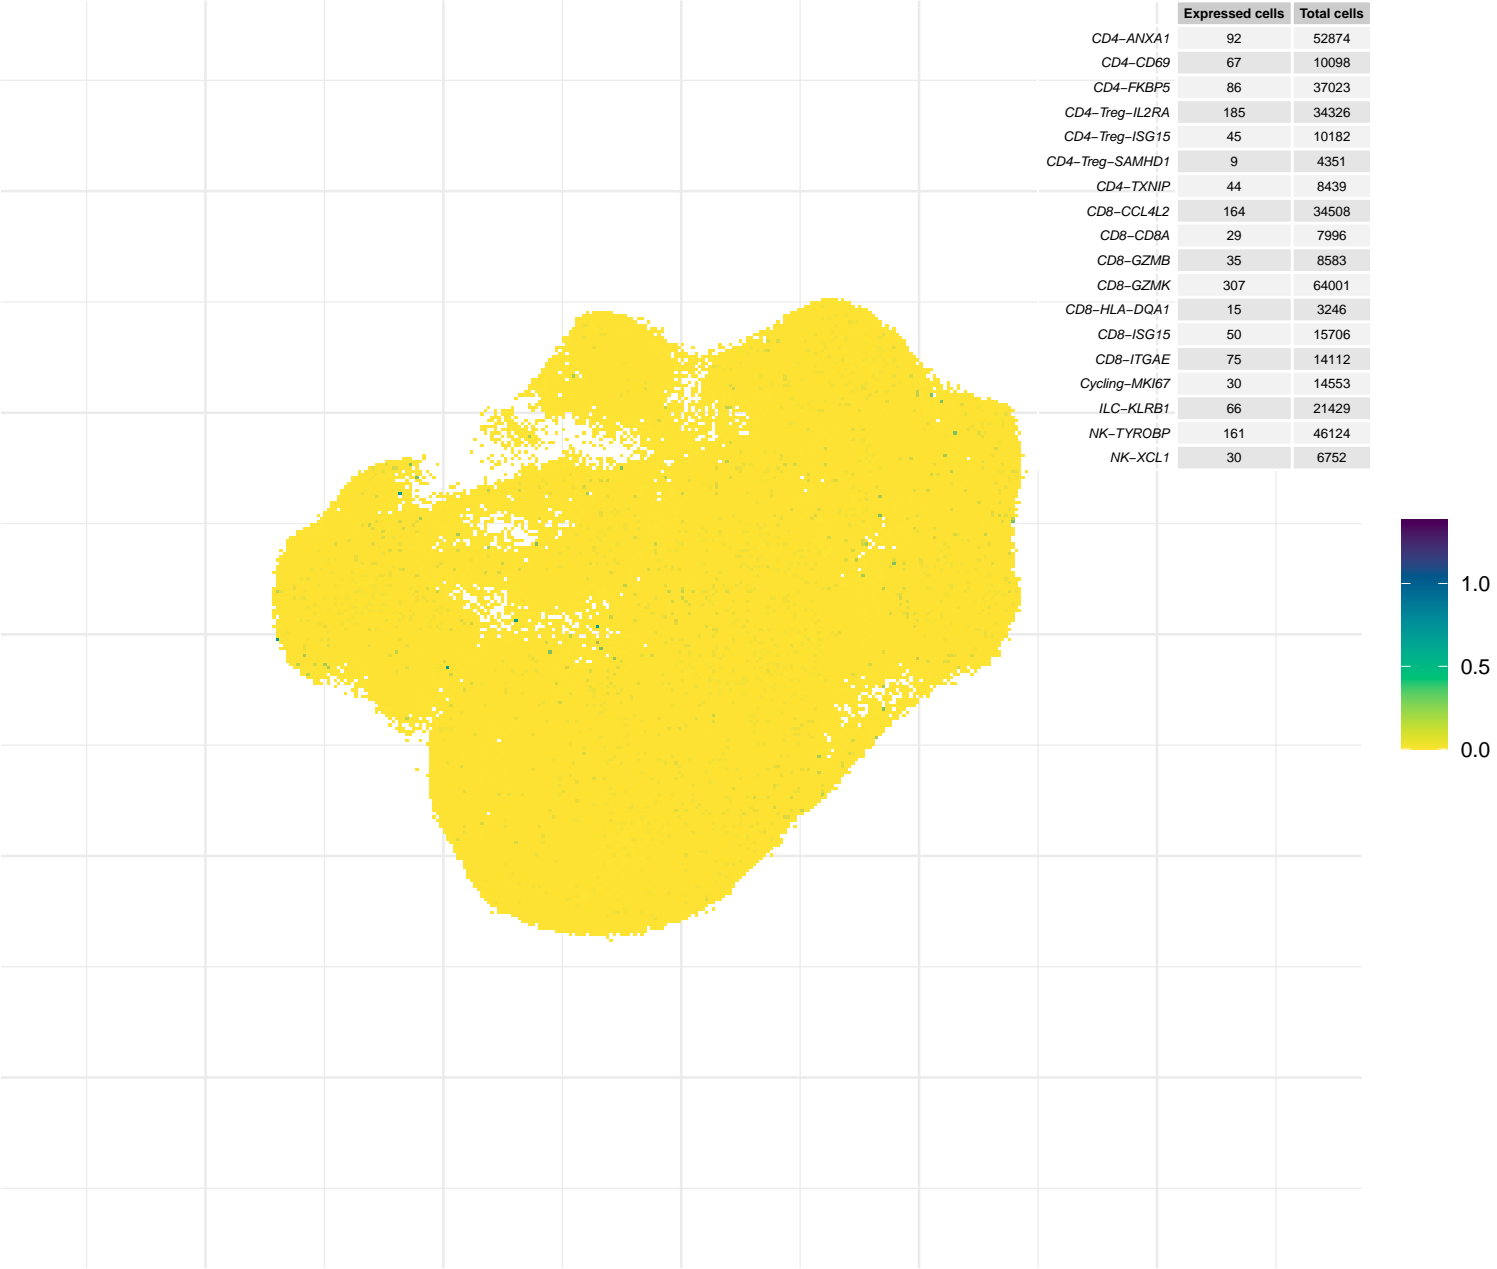 Expressed cells Total cells
CD4−ANXA1 92 52874
CD4−CD69 67 10098
CD4−FKBP5 86 37023
CD4−Treg−IL2RA 185 34326
CD4−Treg−ISG15 45 10182
CD4−Treg−SAMHD1 9 4351
CD4−TXNIP 44 8439
CD8−CCL4L2 164 34508
CD8−CD8A 29 7996
CD8−GZMB 35 8583
CD8−GZMK 307 64001
CD8−HLA−DQA1 15 3246
CD8−ISG15 50 15706
CD8−ITGAE 75 14112
Cycling−MKI67 30 14553
ILC−KLRB1 66 21429
NK−TYROBP 161 46124
NK−XCL1 30 6752
1.0
0.5
0.0